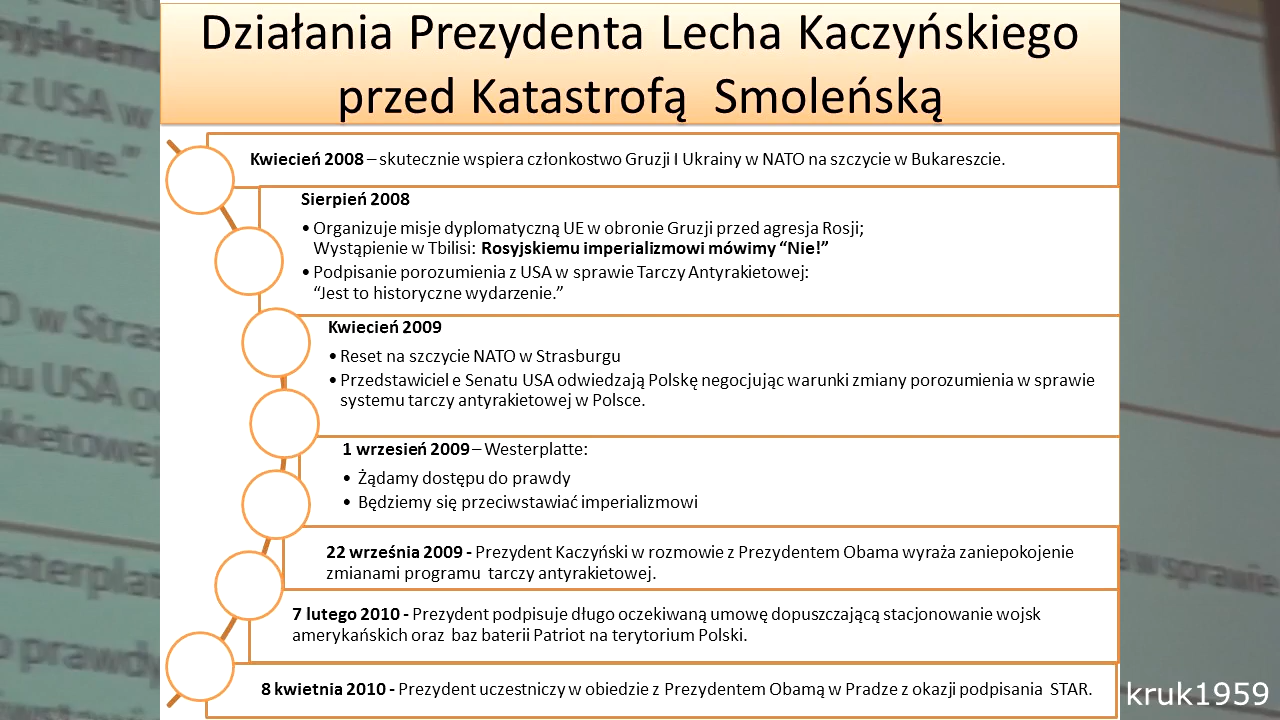 Działania Prezydenta Lecha Kaczyńskiego
przed Katastrofą Smoleńską
Kwiecień 2008 – skutecznie wspiera członkostwo Gruzji I Ukrainy w NATO na szczycie w Bukareszcie.
Sierpień 2008
• Organizuje misje dyplomatyczną UE w obronie Gruzji przed agresja Rosji;
Wystąpienie w Tbilisi: Rosyjskiemu imperializmowi mówimy “Nie!”
• Podpisanie porozumienia z USA w sprawie Tarczy Antyrakietowej:
“Jest to historyczne wydarzenie.”
Kwiecień 2009
• Reset na szczycie NATO w Strasburgu
• Przedstawiciel e Senatu USA odwiedzają Polskę negocjując warunki zmiany porozumienia w sprawie
systemu tarczy antyrakietowej w Polsce.
1 wrzesień 2009 – Westerplatte:
• Żądamy dostępu do prawdy
• Będziemy się przeciwstawiać imperializmowi
22 września 2009 - Prezydent Kaczyński w rozmowie z Prezydentem Obama wyraża zaniepokojenie
zmianami programu tarczy antyrakietowej.
7 lutego 2010 - Prezydent podpisuje długo oczekiwaną umowę dopuszczającą stacjonowanie wojsk
amerykańskich oraz baz baterii Patriot na terytorium Polski.
8 kwietnia 2010 - Prezydent uczestniczy w obiedzie z Prezydentem Obamą w Pradze z okazji podpisania STAR.
kruk1959